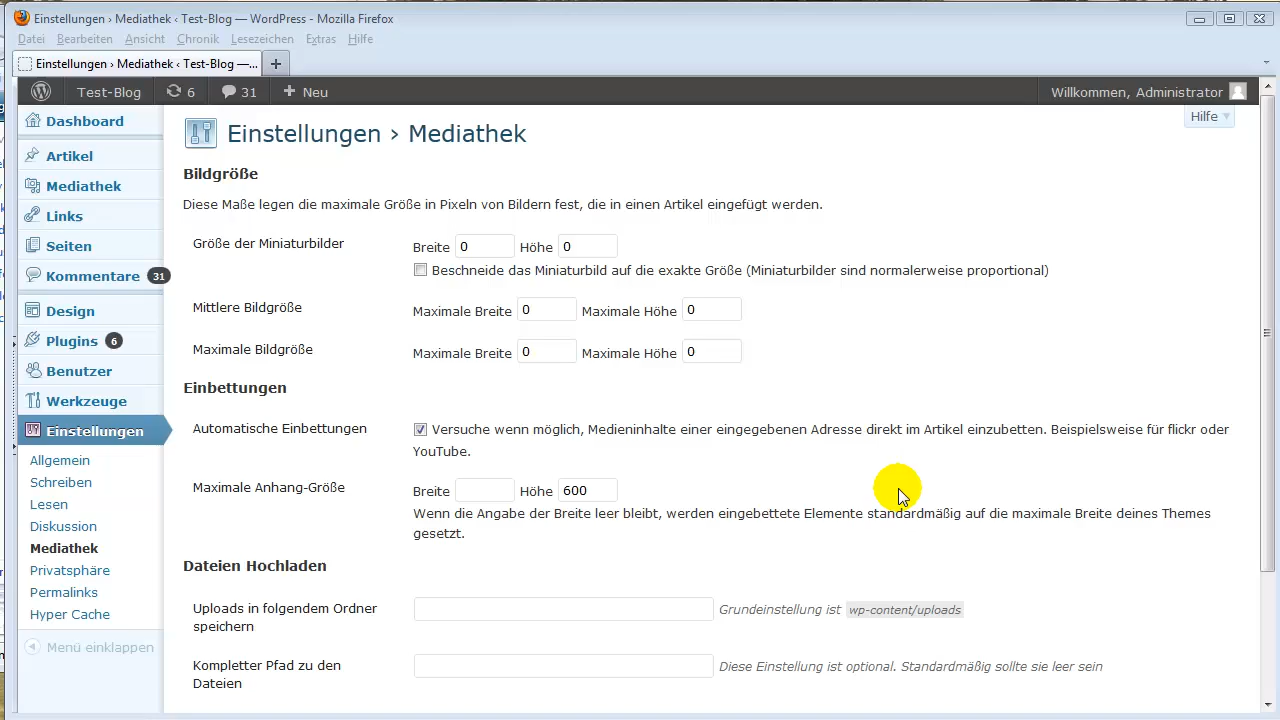 Einstellungen › Mediathek ‹ Test-Blog — WordPress - Mozilla Firefox
Datei Bearbeiten Ansicht Chronik Lesezeichen Extras Hilfe
Einstellungen › Mediathek ‹ Test-Blog —...
Test-Blog 6 31 Neu Willkommen, Administrator
Hilfe
Dashboard
Artikel
Mediathek
Links
Seiten
Kommentare 31
Design
Plugins 6
Benutzer
Werkzeuge
Einstellungen
Allgemein
Schreiben
Lesen
Diskussion
Mediathek
Privatsphäre
Permalinks
Hyper Cache
Menü einklappen
Einstellungen › Mediathek
Bildgröße
Diese Maße legen die maximale Größe in Pixeln von Bildern fest, die in einen Artikel eingefügt werden.
Größe der Miniaturbilder Breite 0 Höhe 0
Beschneide das Miniaturbild auf die exakte Größe (Miniaturbilder sind normalerweise proportional)
Mittlere Bildgröße Maximale Breite 0 Maximale Höhe 0
Maximale Bildgröße Maximale Breite 0 Maximale Höhe 0
Einbettungen
Automatische Einbettungen Versuche wenn möglich, Medieninhalte einer eingegebenen Adresse direkt im Artikel einzubetten. Beispielsweise für flickr oder
YouTube.
Maximale Anhang-Größe Breite Höhe 600
Wenn die Angabe der Breite leer bleibt, werden eingebettete Elemente standardmäßig auf die maximale Breite deines Themes
gesetzt.
Dateien Hochladen
Uploads in folgendem Ordner
speichern
Grundeinstellung ist wp-content/uploads
Kompletter Pfad zu den
Dateien
Diese Einstellung ist optional. Standardmäßig sollte sie leer sein